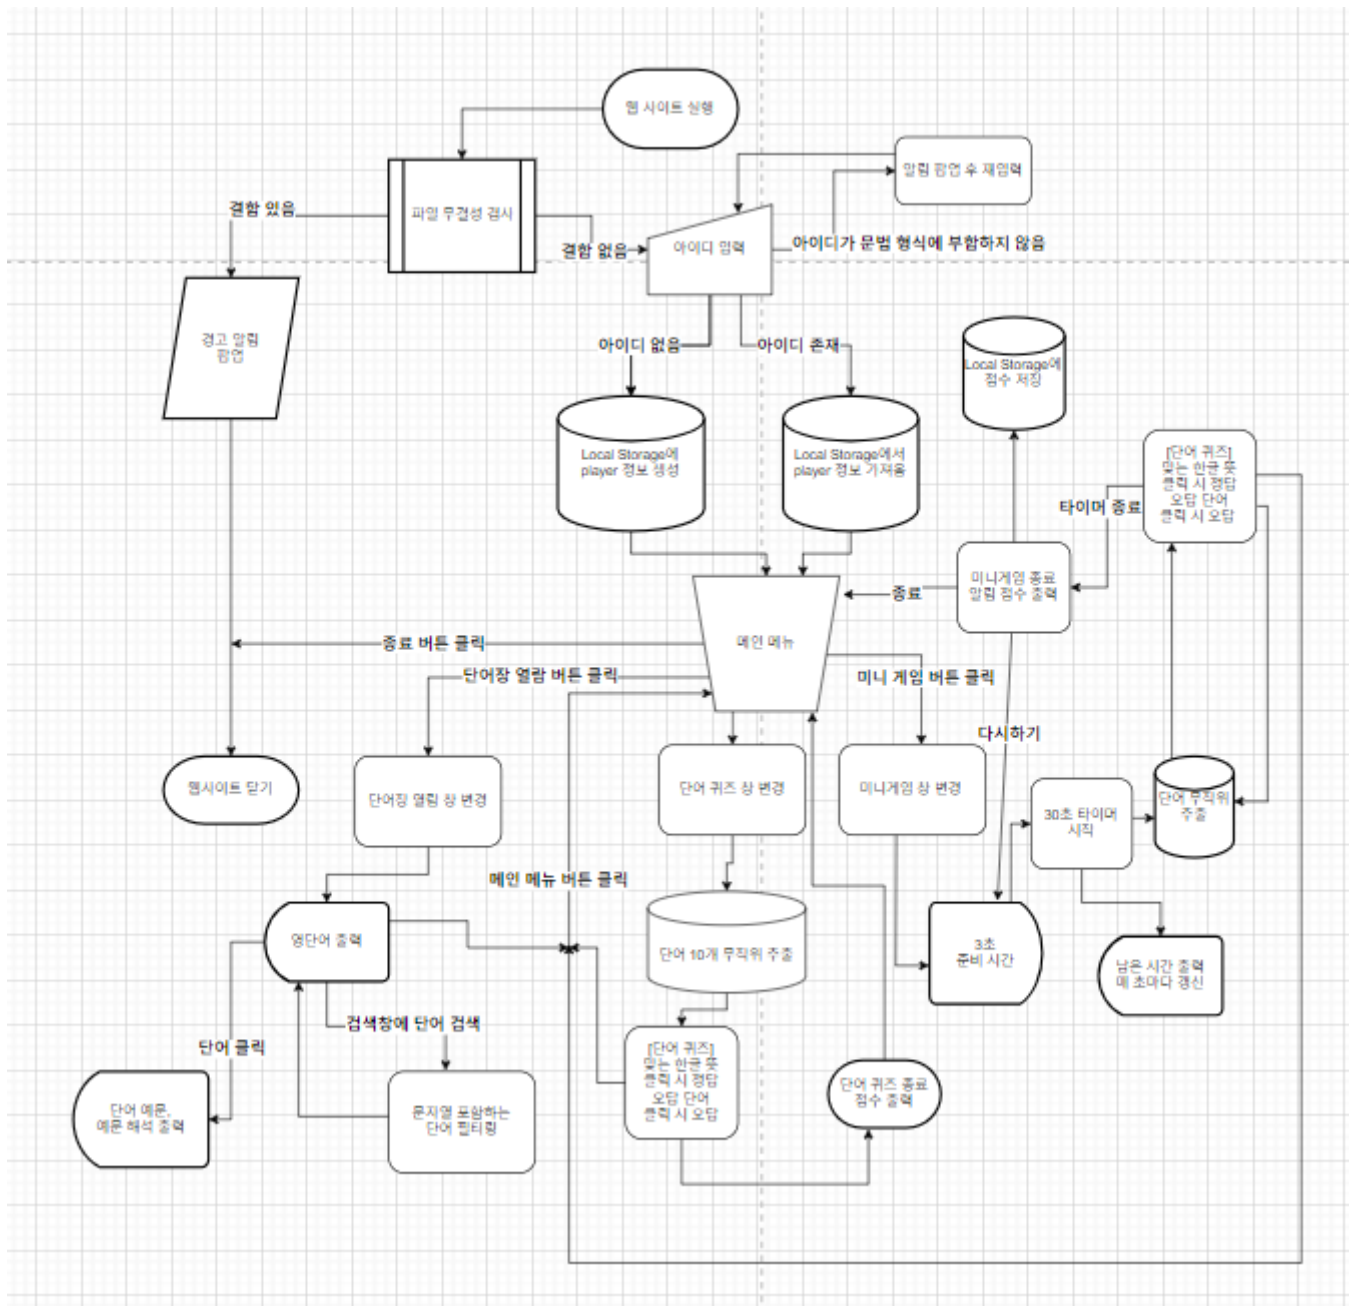 웹 사이트 실행
알림 팝업 후 재입력
파일 무결성 검사
결함 있음
결함 없음
아이디 입력
아이디가 문법 형식에 부합하지 않음
경고 알림
팝업
아이디 없음
아이디 존재
Local Storage에
점수 저장
Local Storage에
player 정보 생성
Local Storage에서
player 정보 가져옴
[단어 퀴즈]
맞는 한글 뜻
클릭 시 정답
오답 단어
클릭 시 오답
타이머 종료
미니게임 종료
알림 점수 출력
종료
메인 메뉴
종료 버튼 클릭
단어장 열람 버튼 클릭
미니 게임 버튼 클릭
다시하기
웹사이트 닫기
단어장 열람 창 변경
단어 퀴즈 창 변경
미니게임 창 변경
30초 타이머
시작
단어 무작위
추출
메인 메뉴 버튼 클릭
영단어 출력
단어 10개 무작위 추출
3초
준비 시간
남은 시간 출력
매 초마다 갱신
검색창에 단어 검색
단어 클릭
[단어 퀴즈]
맞는 한글 뜻
클릭 시 정답
오답 단어
클릭 시 오답
단어 퀴즈 종료
점수 출력
단어 예문,
예문 해석 출력
문자열 포함하는
단어 필터링